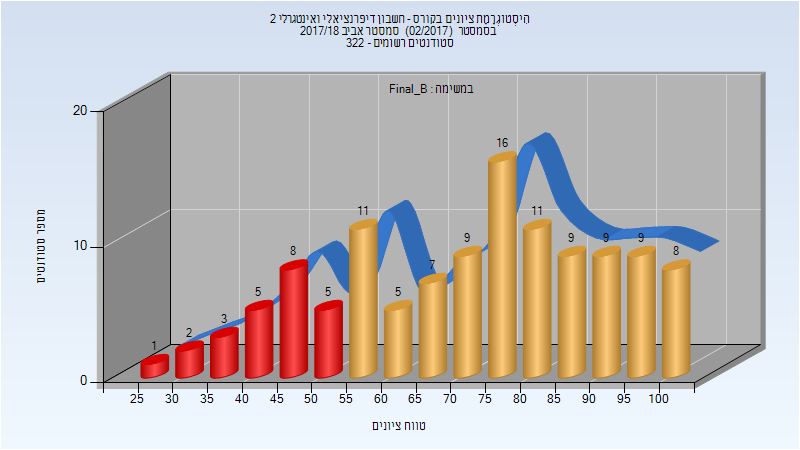 היסטוגרמת ציונים בקורס - חשבון דיפרנציאלי ואינטגרלי 2
בסמסטר (02/2017) סמסטר אביב 2017/18
סטודנטים רשומים - 322
במשימה : Final_B
מספר סטודנטים
20
10
0
1
2
3
5
8
5
11
5
7
9
16
11
9
9
9
8
25 30 35 40 45 50 55 60 65 70 75 80 85 90 95 100
טווח ציונים